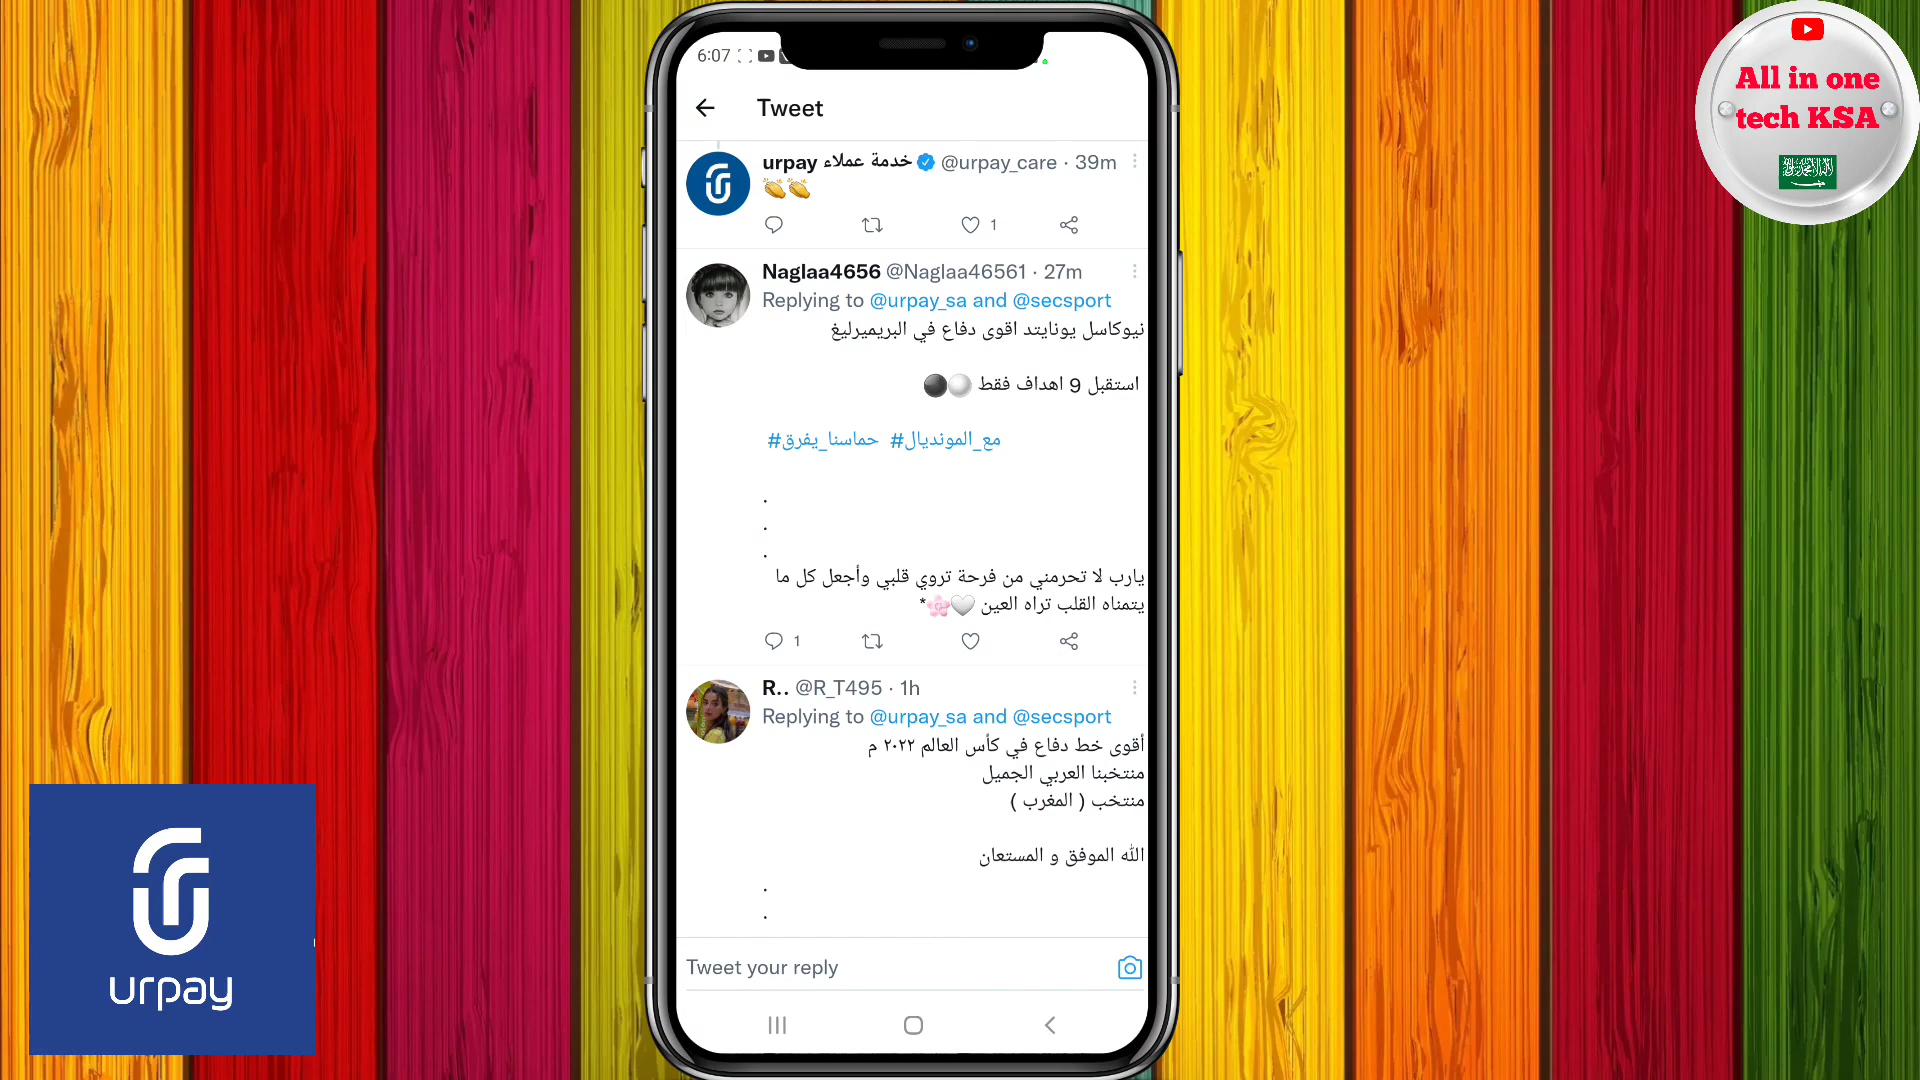 6:07
Tweet
urpay خدمة عملاء @urpay_care · 39m
👏👏
1
Naglaa4656 @Naglaa46561 · 27m
Replying to @urpay_sa and @secsport
نيوكاسل يونايتد اقوى دفاع في البريميرليغ
استقبل 9 اهداف فقط ⚪⚫
#مع_المونديال #حماسنا_يفرق
.
.
.
يارب لا تحرمني من فرحة تروي قلبي وأجعل كل ما
يتمناه القلب تراه العين 🤍🌸*
1
R.. @R_T495 · 1h
Replying to @urpay_sa and @secsport
أقوى خط دفاع في كأس العالم ٢٠٢٢ م
منتخبنا العربي الجميل
منتخب ( المغرب )
الله الموفق و المستعان
.
.
Tweet your reply
All in one
tech KSA
urpay